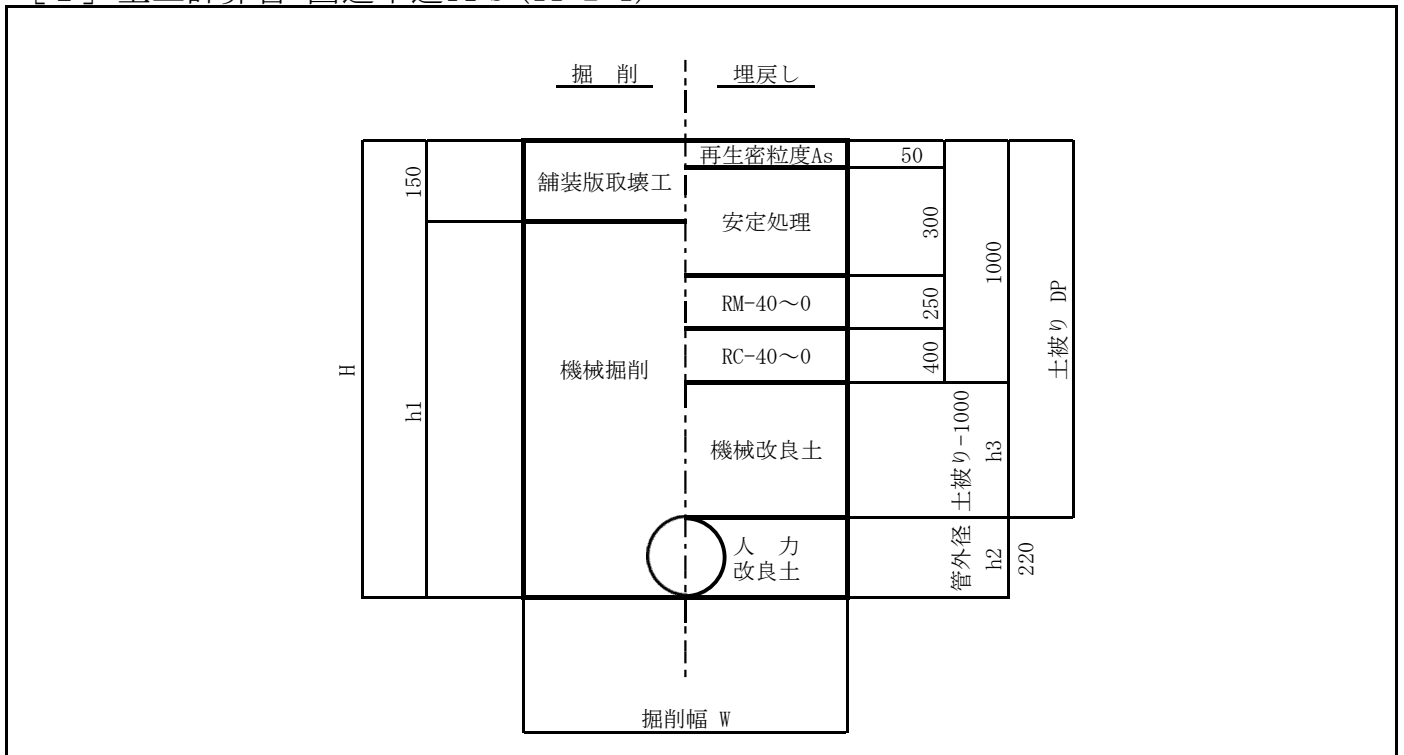 掘 削
埋戻し
再生密粒度As
50
舗装版取壊工
150
安定処理
300
1000
RM-40～0
250
土被り DP
RC-40～0
400
機械掘削
H
h1
機械改良土
土被り-1000
h3
人 力
改良土
管外径
h2
220
掘削幅 W